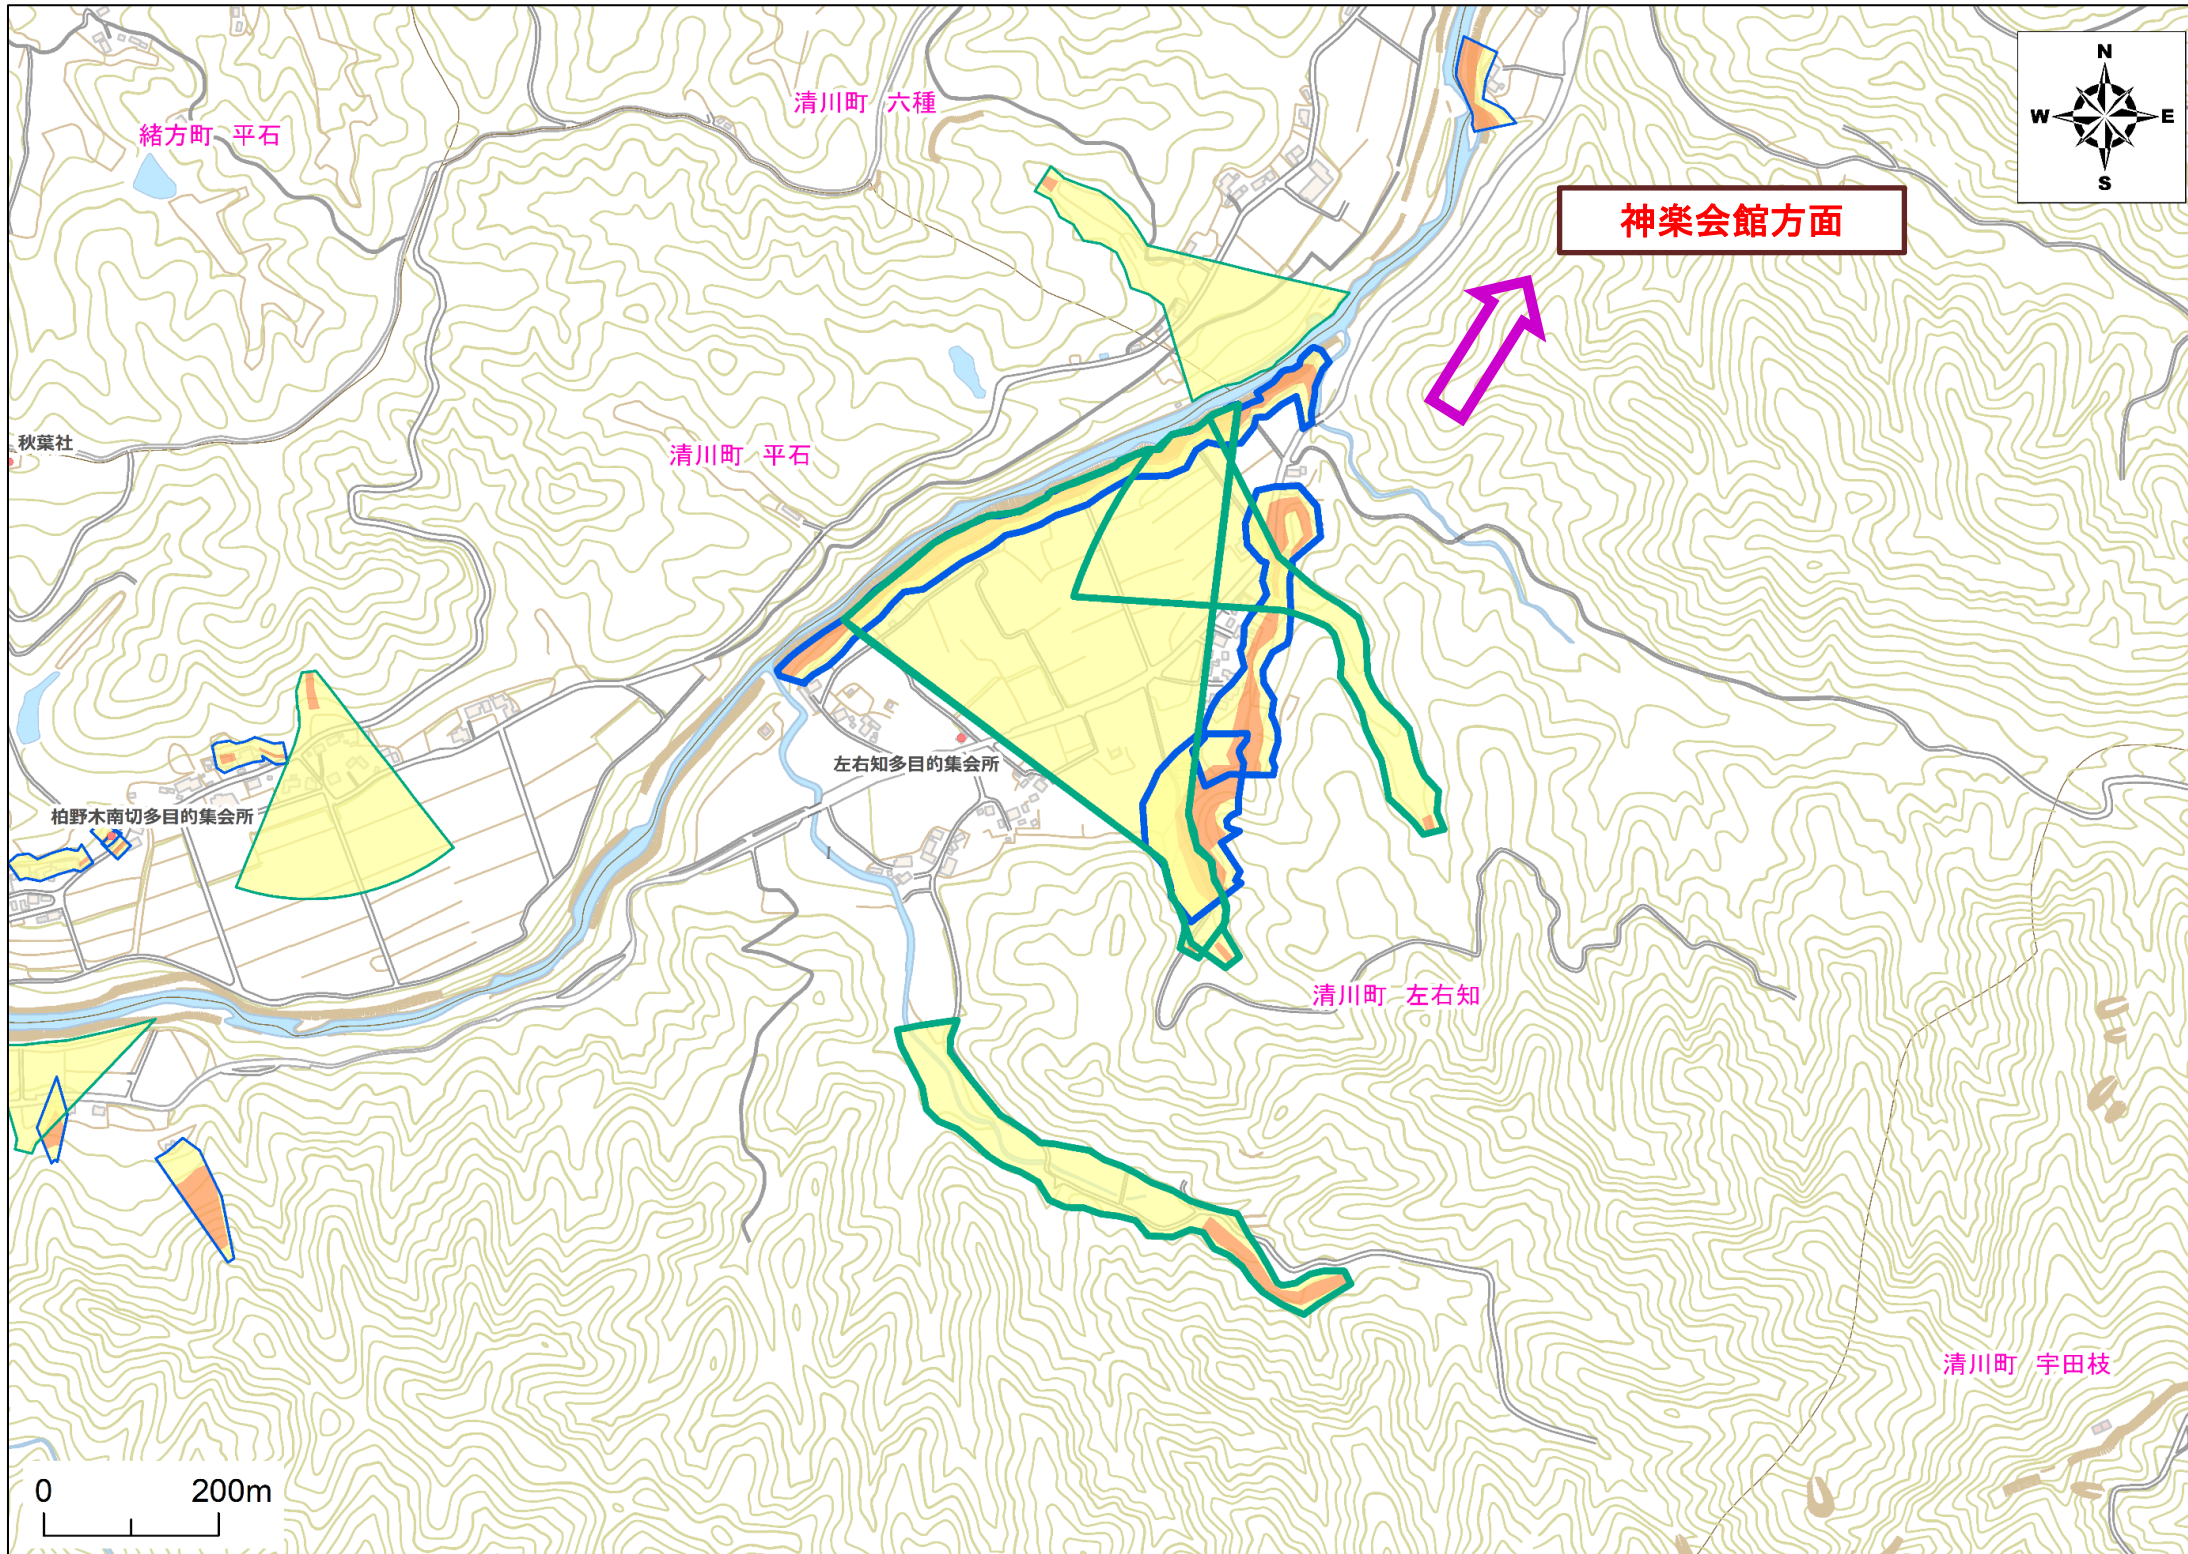 清川町 六種
緒方町 平石
N
W
E
S
神楽会館方面
秋葉社
清川町 平石
左右知多目的集会所
柏野木南切多目的集会所
清川町 左右知
清川町 宇田枝
0 200m